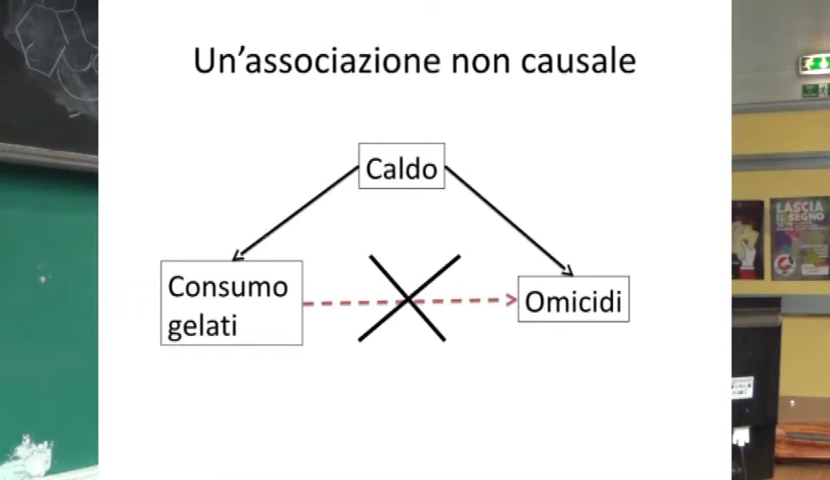 Un'associazione non causale
Caldo
Consumo
gelati
Omicidi
LASCIA
IL SEGNO